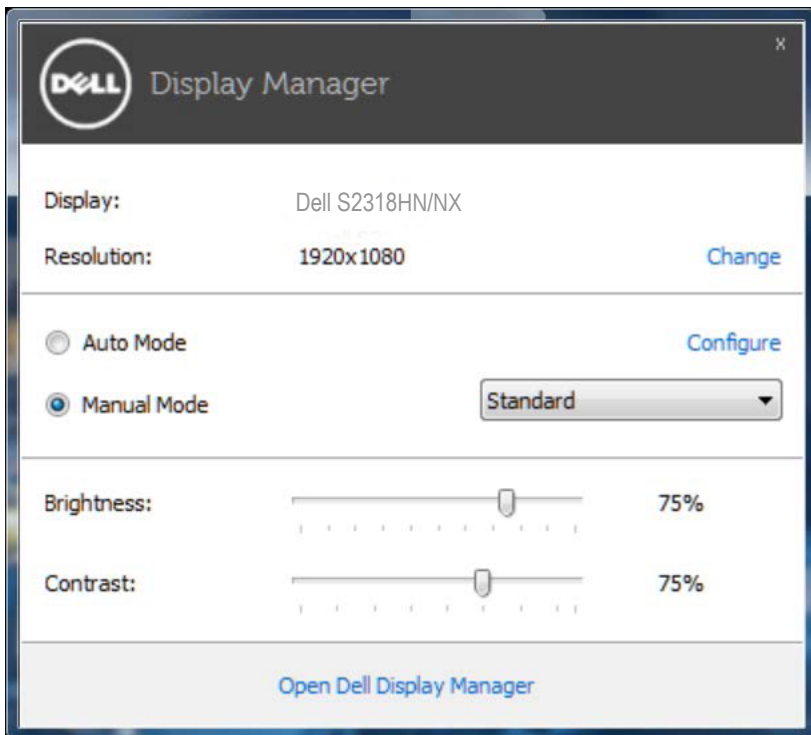 x
DELL
Display Manager
Display: Dell S2318HN/NX
Resolution: 1920x1080 Change
Auto Mode Configure
Manual Mode Standard
Brightness: 75%
Contrast: 75%
Open Dell Display Manager